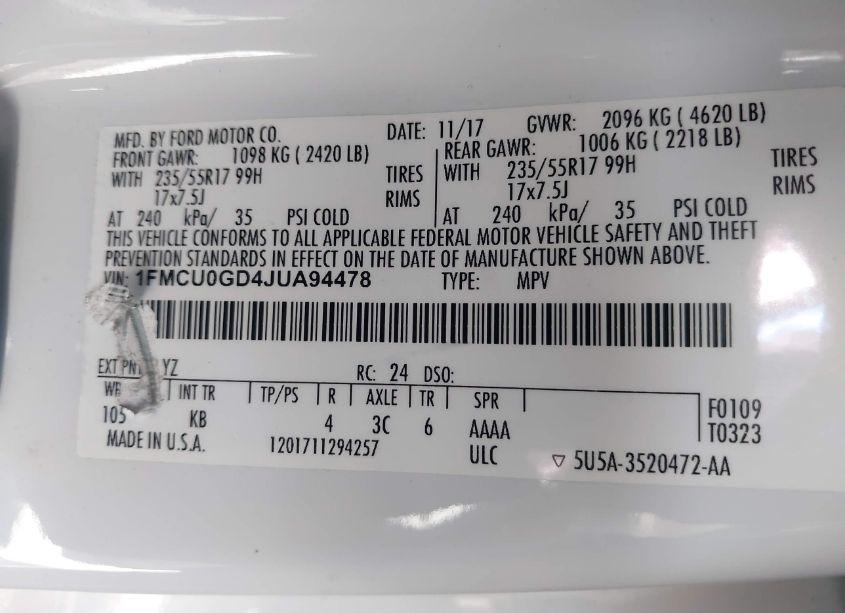 MFD. BY FORD MOTOR CO. DATE: 11/17 GVWR: 2096 KG ( 4620 LB)
FRONT GAWR: 1098 KG ( 2420 LB) REAR GAWR: 1006 KG ( 2218 LB)
WITH 235/55R17 99H TIRES WITH 235/55R17 99H TIRES
17x7.5J RIMS 17x7.5J RIMS
AT 240 kPa/ 35 PSI COLD AT 240 kPa/ 35 PSI COLD
THIS VEHICLE CONFORMS TO ALL APPLICABLE FEDERAL MOTOR VEHICLE SAFETY AND THEFT
PREVENTION STANDARDS IN EFFECT ON THE DATE OF MANUFACTURE SHOWN ABOVE.
VIN: 1FMCU0GD4JUA94478 TYPE: MPV
EXT PNT YZ RC: 24 DSO:
WB INT TR TP/PS R AXLE TR SPR
105 KB 4 3C 6 AAAA
F0109
T0323
MADE IN U.S.A. 1201711294257 ULC
5U5A-3520472-AA